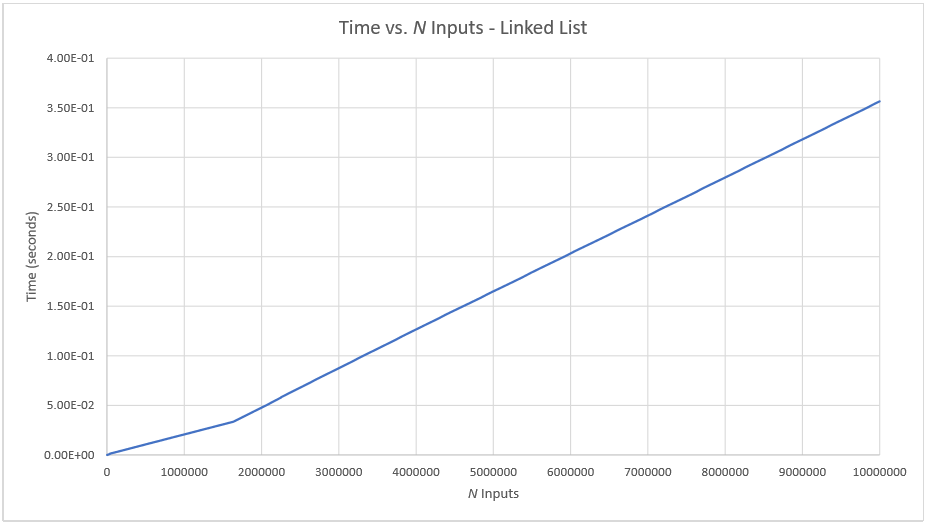 Time vs. N Inputs - Linked List
4.00E-01
3.50E-01
3.00E-01
2.50E-01
2.00E-01
1.50E-01
1.00E-01
5.00E-02
0.00E+00
Time (seconds)
0 1000000 2000000 3000000 4000000 5000000 6000000 7000000 8000000 9000000 10000000
N Inputs